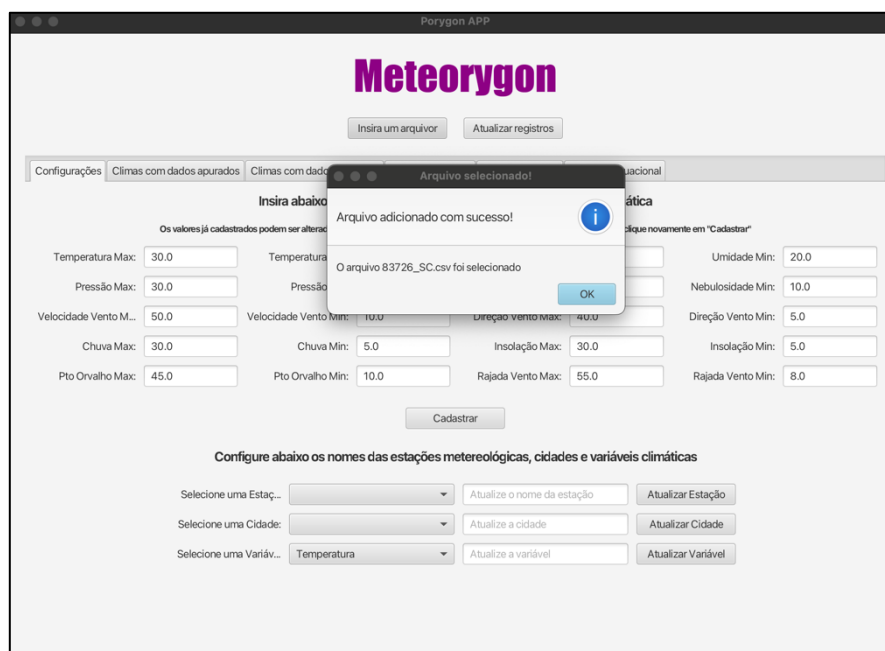 Porygon APP
Meteorygon
Insira um arquivor
Atualizar registros
Configurações
Climas com dados apurados
Climas com dado
uacional
Arquivo selecionado!
Arquivo adicionado com sucesso!
O arquivo 83726_SC.csv foi selecionado
OK
Insira abaixo
ática
Os valores já cadastrados podem ser alterad
clique novamente em "Cadastrar"
Temperatura Max: 30.0
Temperatura
Umidade Min: 20.0
Pressão Max: 30.0
Pressão
Nebulosidade Min: 10.0
Velocidade Vento M... 50.0 Velocidade Vento Min: 10.0 Direção Vento Max: 40.0 Direção Vento Min: 5.0
Chuva Max: 30.0 Chuva Min: 5.0 Insolação Max: 30.0 Insolação Min: 5.0
Pto Orvalho Max: 45.0 Pto Orvalho Min: 10.0 Rajada Vento Max: 55.0 Rajada Vento Min: 8.0
Cadastrar
Configure abaixo os nomes das estações metereológicas, cidades e variáveis climáticas
Selecione uma Estaç... Atualize o nome da estação Atualizar Estação
Selecione uma Cidade: Atualize a cidade Atualizar Cidade
Selecione uma Variáv... Temperatura Atualize a variável Atualizar Variável